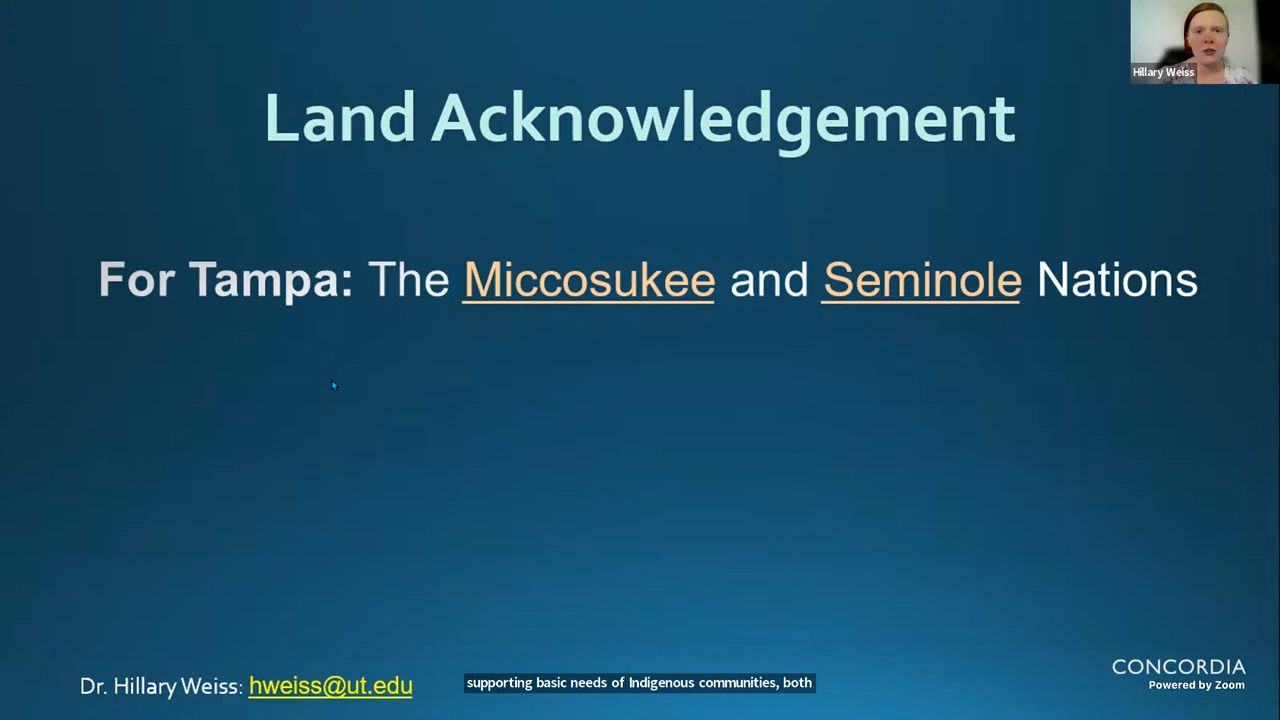 Hillary Weiss
Land Acknowledgement
For Tampa: The Miccosukee and Seminole Nations
Dr. Hillary Weiss: hweiss@ut.edu
supporting basic needs of Indigenous communities, both
CONCORDIA
Powered by Zoom